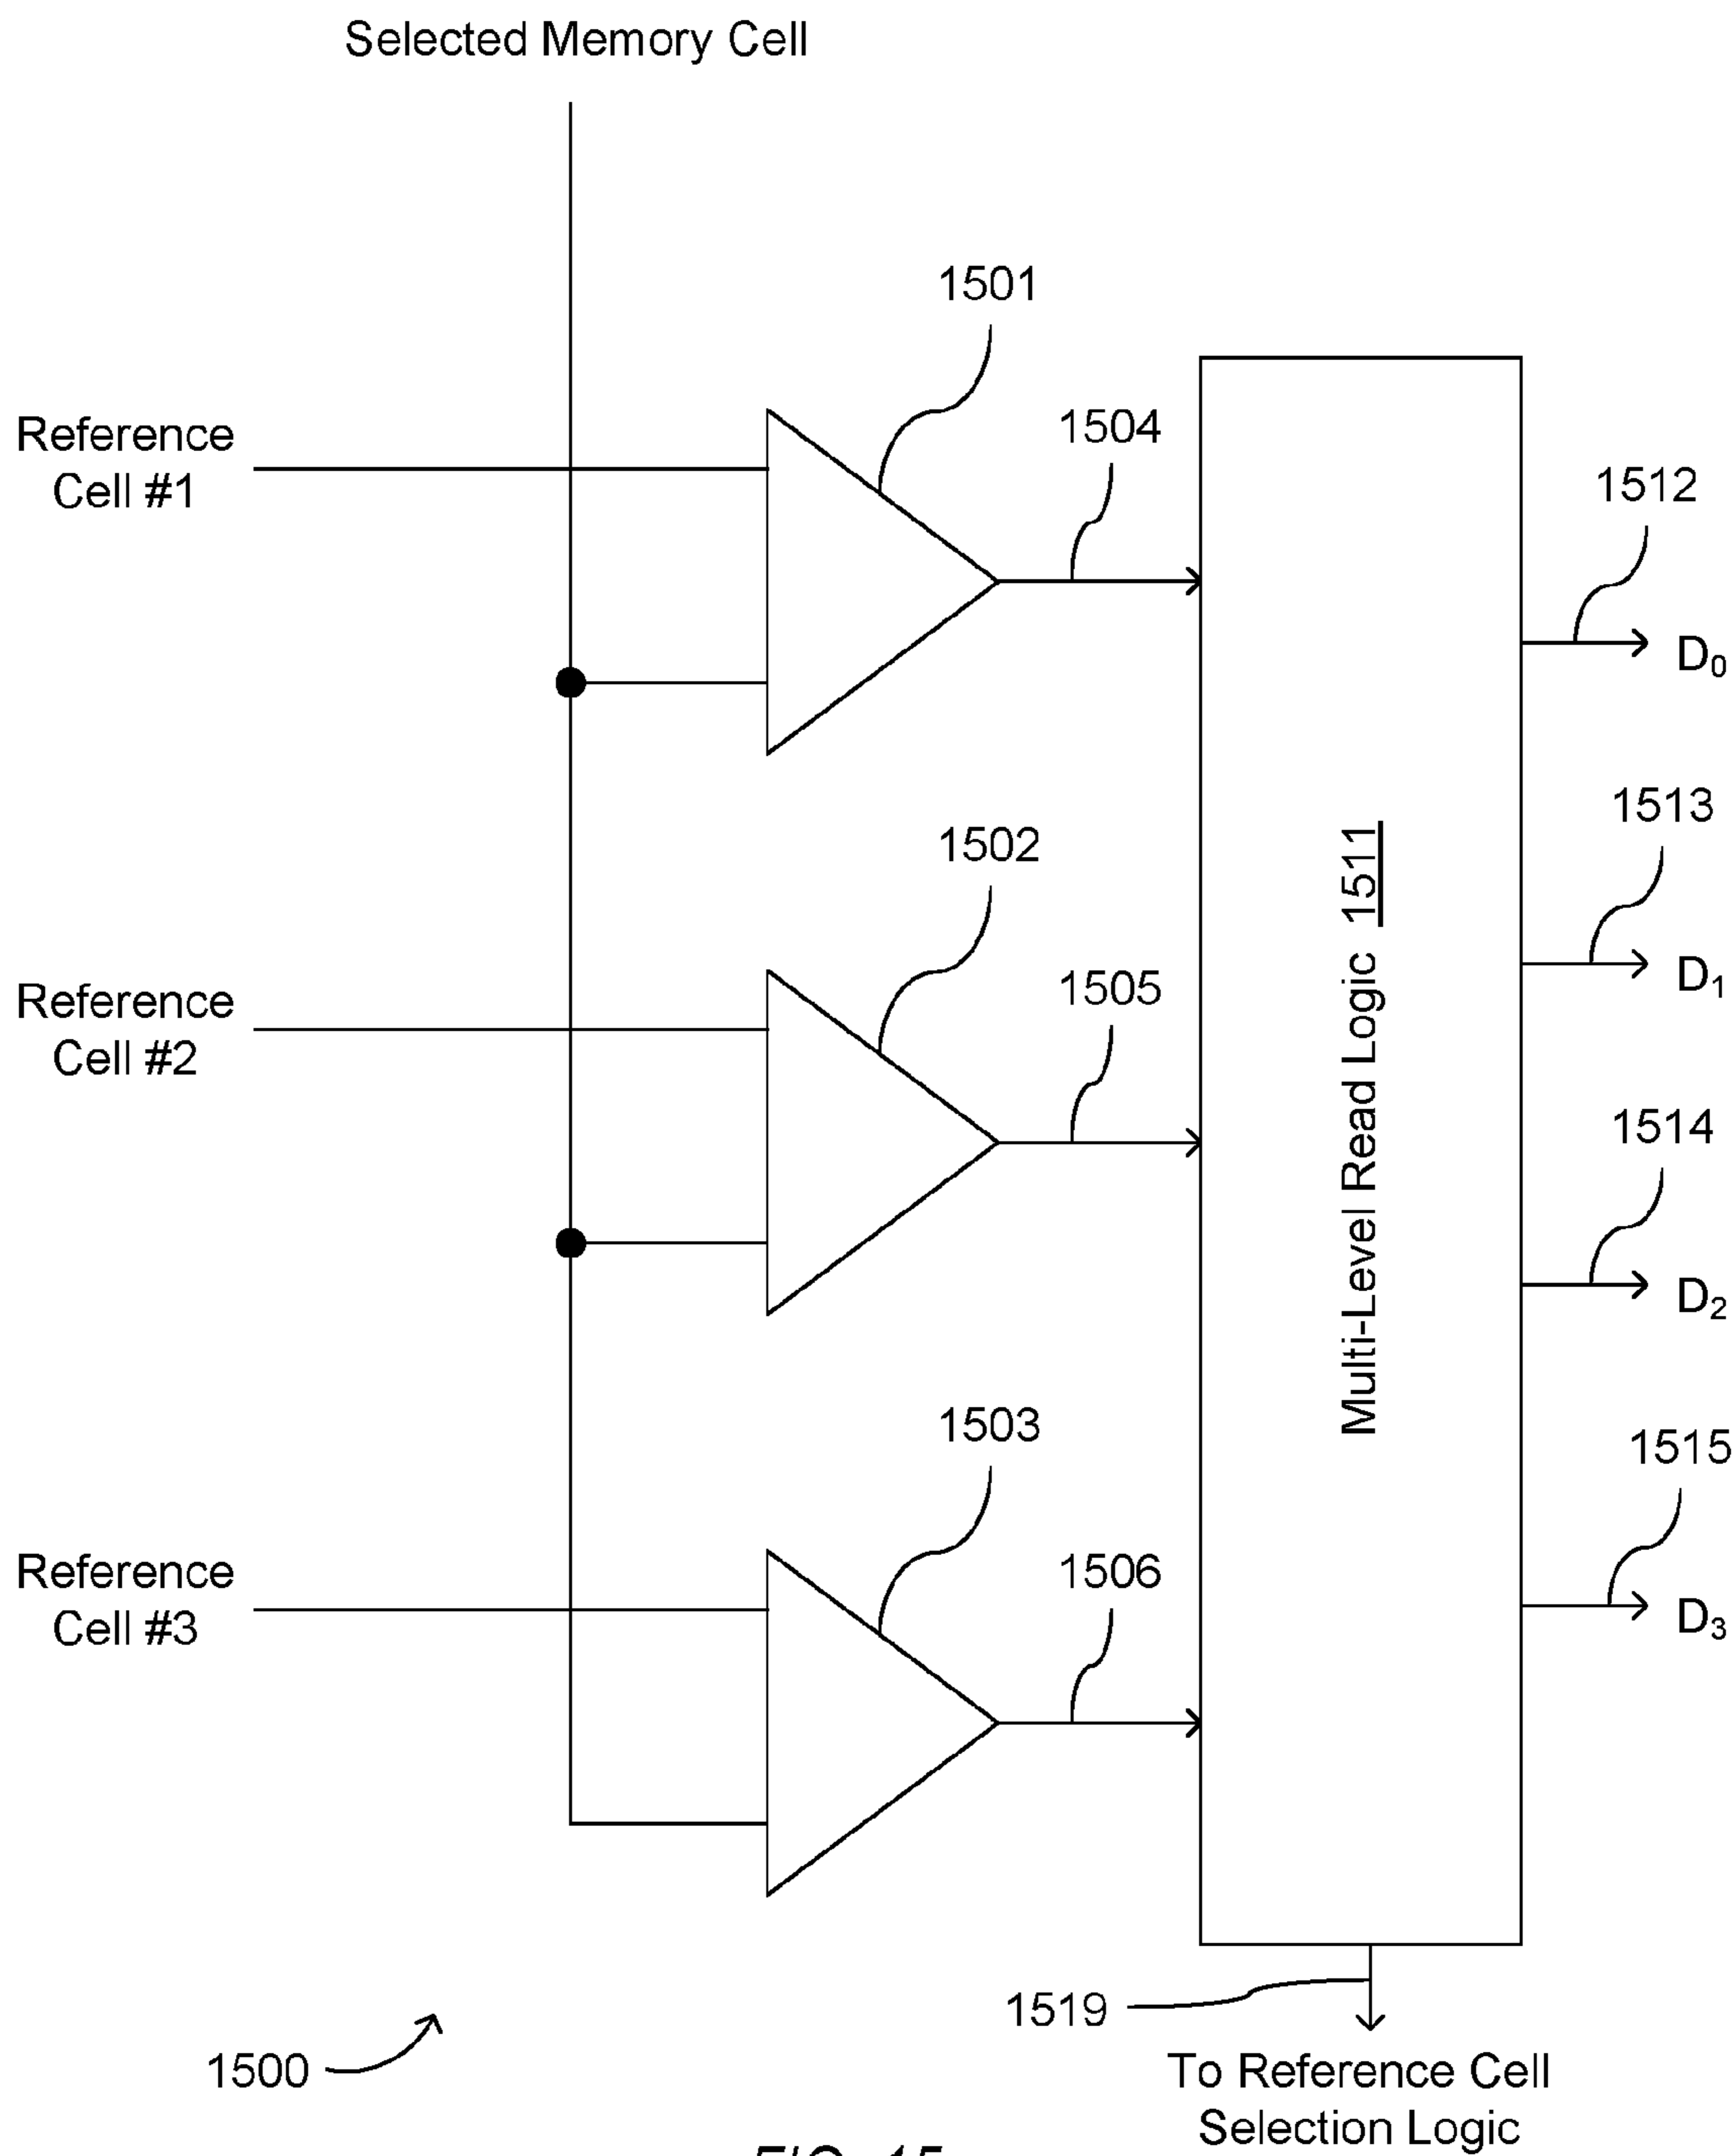 Selected Memory Cell
1501
Reference
Cell #1
1504
1512
D0
1513
D1
1502
Reference
Cell #2
1505
Multi-Level Read Logic 1511
1514
D2
1503
1515
Reference
Cell #3
1506
D3
1519
1500
To Reference Cell
Selection Logic
FIG. 15